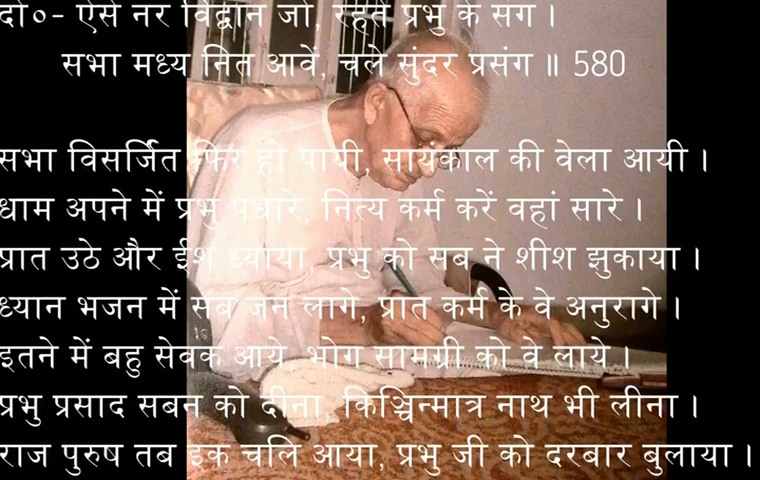 दो०- ऐसे नर विद्वान जो, रहते प्रभु के संग ।
सभा मध्य नित आवें, चले सुंदर प्रसंग ॥ 580
सभा विसर्जित फिर हो पायी, सायंकाल की वेला आयी ।
धाम अपने में प्रभु पधारे, नित्य कर्म करें वहां सारे ।
प्रात उठे और ईश ध्याया, प्रभु को सब ने शीश झुकाया ।
ध्यान भजन में सब जन लागे, प्रात कर्म के वे अनुरागे ।
इतने में बहु सेवक आये, भोग सामग्री को वे लाये ।
प्रभु प्रसाद सबन को दीना, किञ्चिन्मात्र नाथ भी लीना ।
राज पुरुष तब इक चलि आया, प्रभु जी को दरबार बुलाया ।